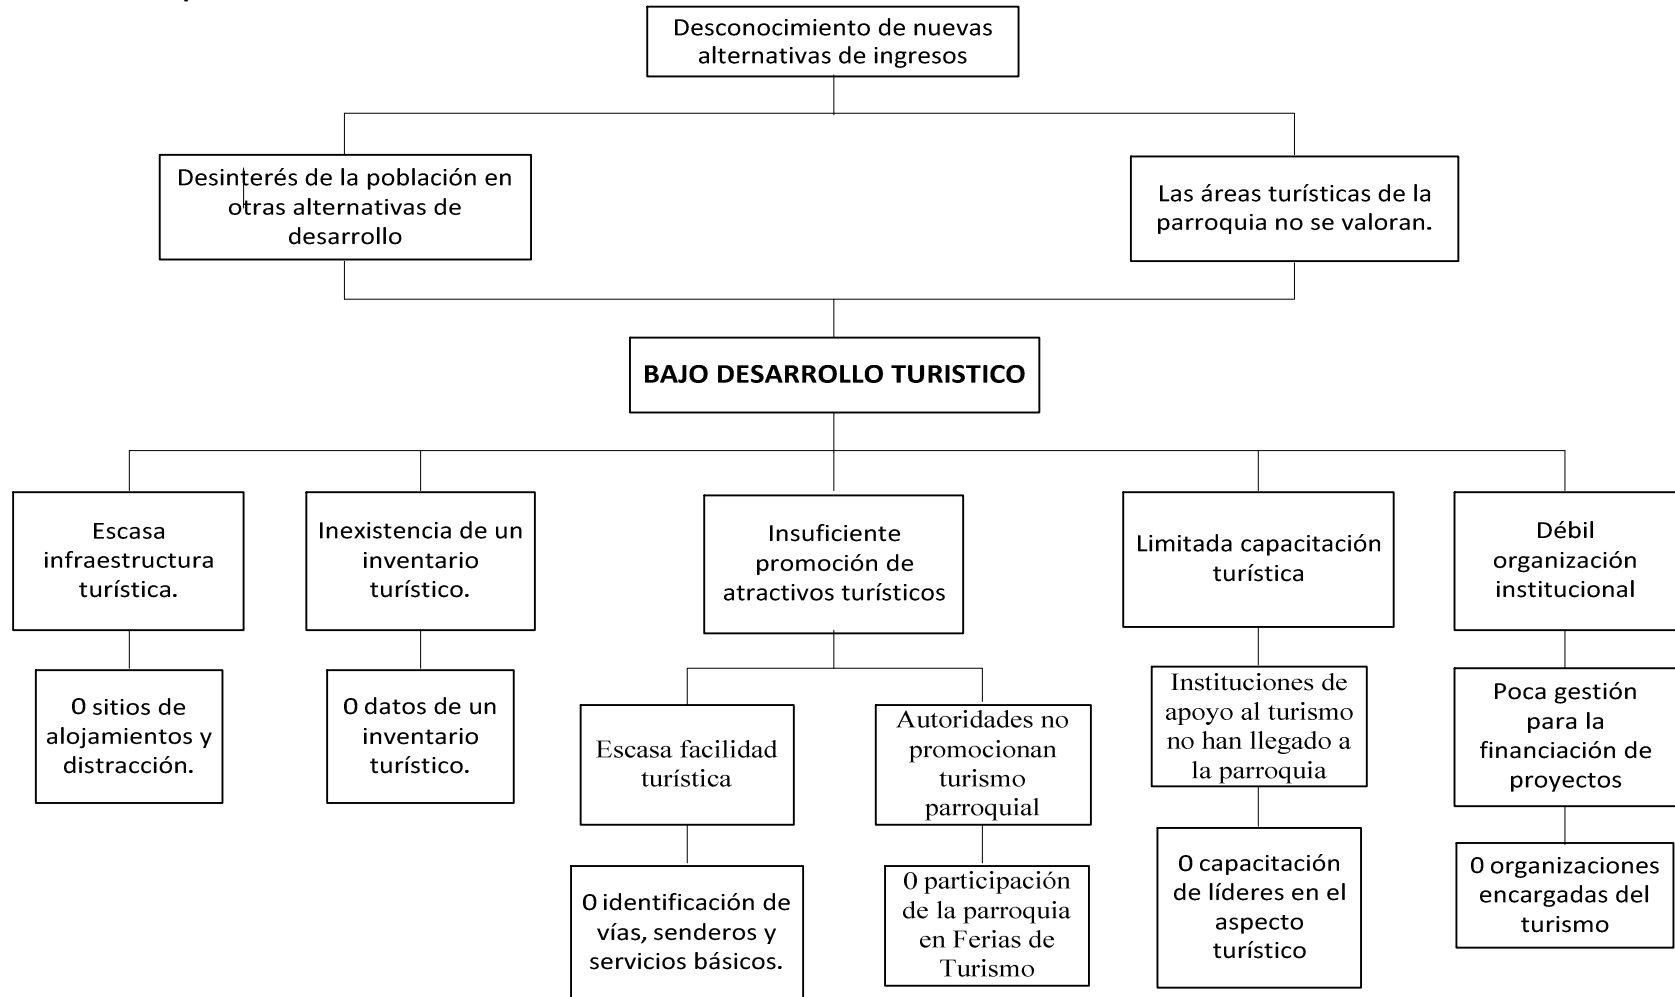 Desconocimiento de nuevas
alternativas de ingresos
Desinterés de la población en
otras alternativas de
desarrollo
Las áreas turísticas de la
parroquia no se valoran.
BAJO DESARROLLO TURISTICO
Escasa
infraestructura
turística.
Inexistencia de un
inventario
turístico.
Insuficiente
promoción de
atractivos turísticos
Limitada capacitación
turística
Débil
organización
institucional
0 sitios de
alojamientos y
distracción.
0 datos de un
inventario
turístico.
Escasa facilidad
turística
Autoridades no
promocionan
turismo
parroquial
Instituciones de
apoyo al turismo
no han llegado a
la parroquia
Poca gestión
para la
financiación de
proyectos
0 identificación de
vías, senderos y
servicios básicos.
0 participación
de la parroquia
en Ferias de
Turismo
0 capacitación
de líderes en el
aspecto
turístico
0 organizaciones
encargadas del
turismo